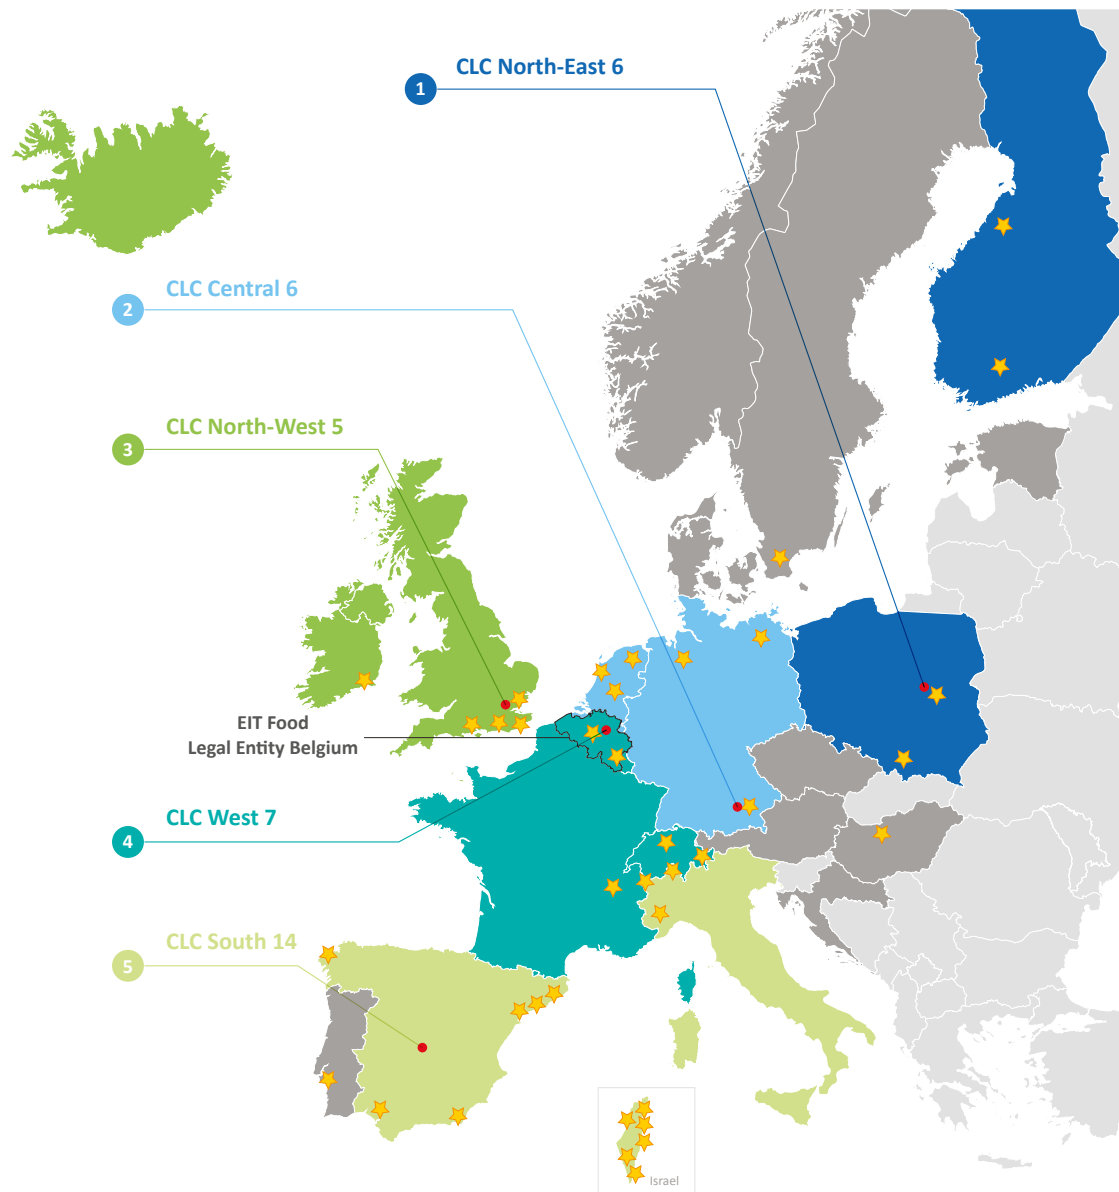 CLC North-East 6
1
CLC Central 6
2
CLC North-West 5
3
EIT Food
Legal Entity Belgium
CLC West 7
4
CLC South 14
5
Israel